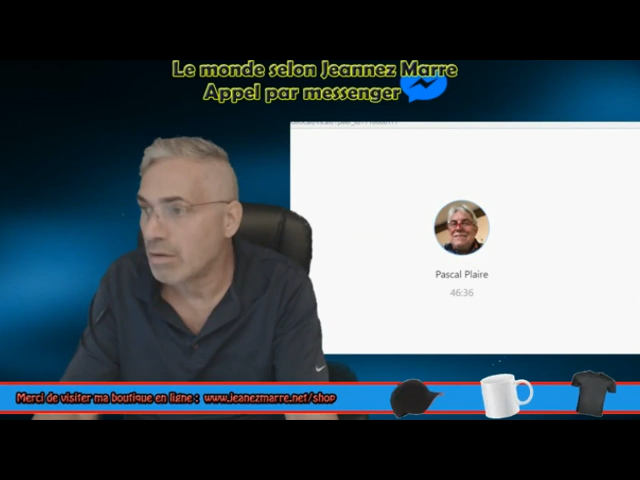 Le monde selon Jeannez Marre
Appel par messenger
Pascal Plaire
46:36
Merci de visiter ma boutique en ligne : www.jeanezmarre.net/shop